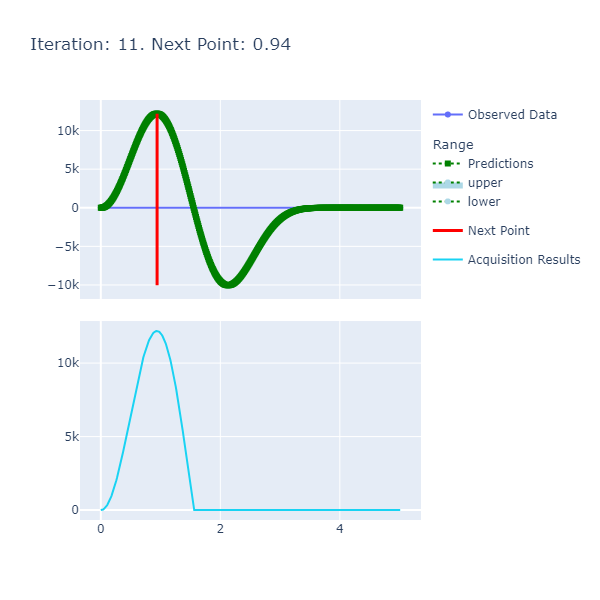 Iteration: 11. Next Point: 0.94
10k
5k
0
−5k
−10k
Observed Data
Range
Predictions
upper
lower
Next Point
Acquisition Results
10k
5k
0
0 2 4